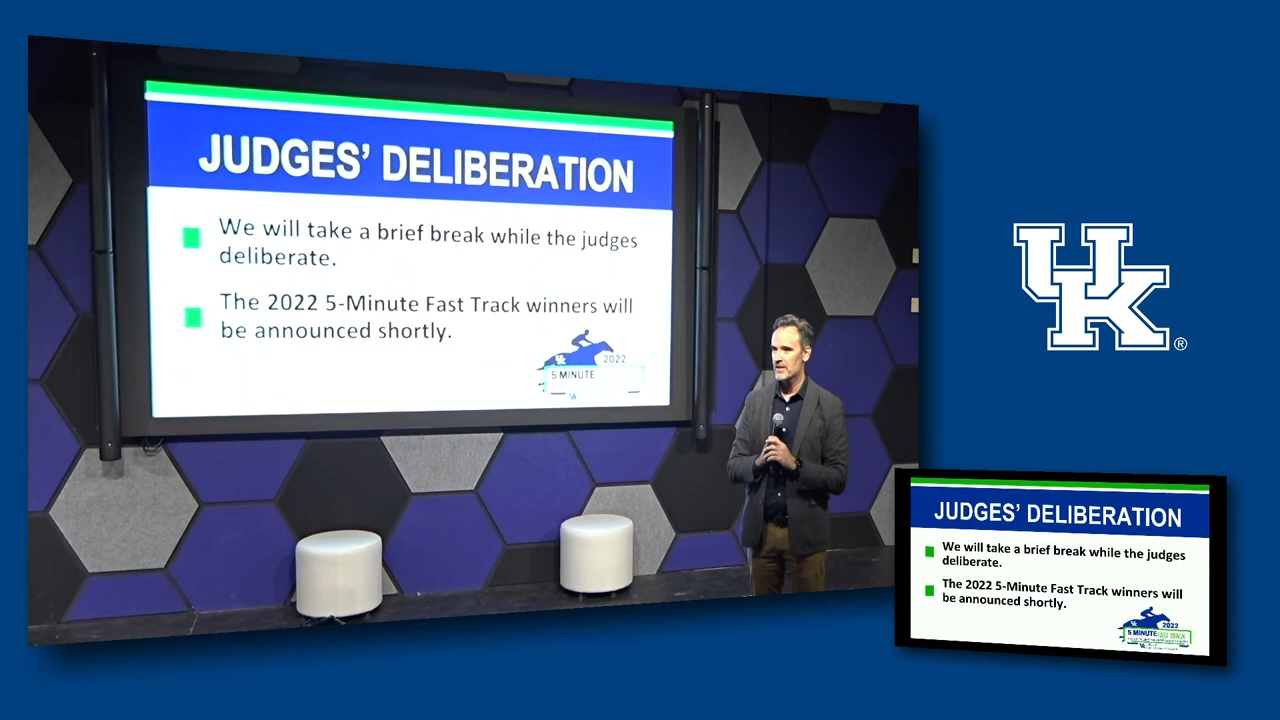 JUDGES' DELIBERATION
We will take a brief break while the judges
deliberate.
The 2022 5-Minute Fast Track winners will
be announced shortly.
2022
5 MINUTE
UK
®
JUDGES' DELIBERATION
We will take a brief break while the judges
deliberate.
The 2022 5-Minute Fast Track winners will
be announced shortly.
2022
5 MINUTE FAST TRACK